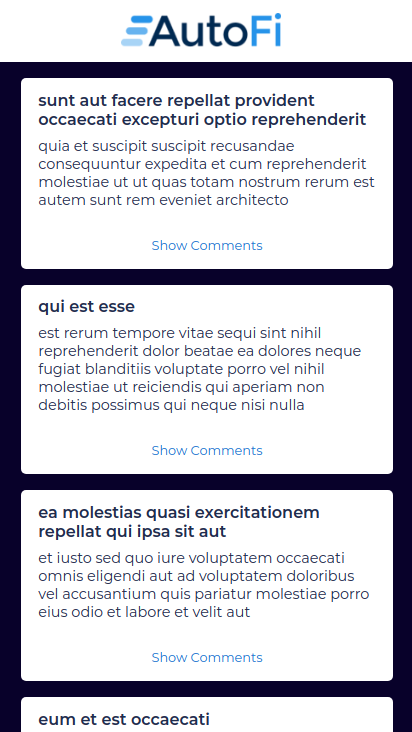 AutoFi
sunt aut facere repellat provident
occaecati excepturi optio reprehenderit
quia et suscipit suscipit recusandae
consequuntur expedita et cum reprehenderit
molestiae ut ut quas totam nostrum rerum est
autem sunt rem eveniet architecto
Show Comments
qui est esse
est rerum tempore vitae sequi sint nihil
reprehenderit dolor beatae ea dolores neque
fugiat blanditiis voluptate porro vel nihil
molestiae ut reiciendis qui aperiam non
debitis possimus qui neque nisi nulla
Show Comments
ea molestias quasi exercitationem
repellat qui ipsa sit aut
et iusto sed quo iure voluptatem occaecati
omnis eligendi aut ad voluptatem doloribus
vel accusantium quis pariatur molestiae porro
eius odio et labore et velit aut
Show Comments
eum et est occaecati